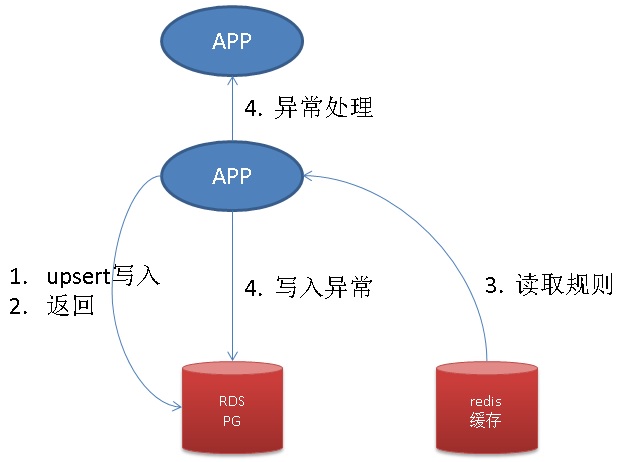 APP
4. 异常处理
APP
1. upsert写入
2. 返回
4. 写入异常
3. 读取规则
RDS
PG
redis
缓存